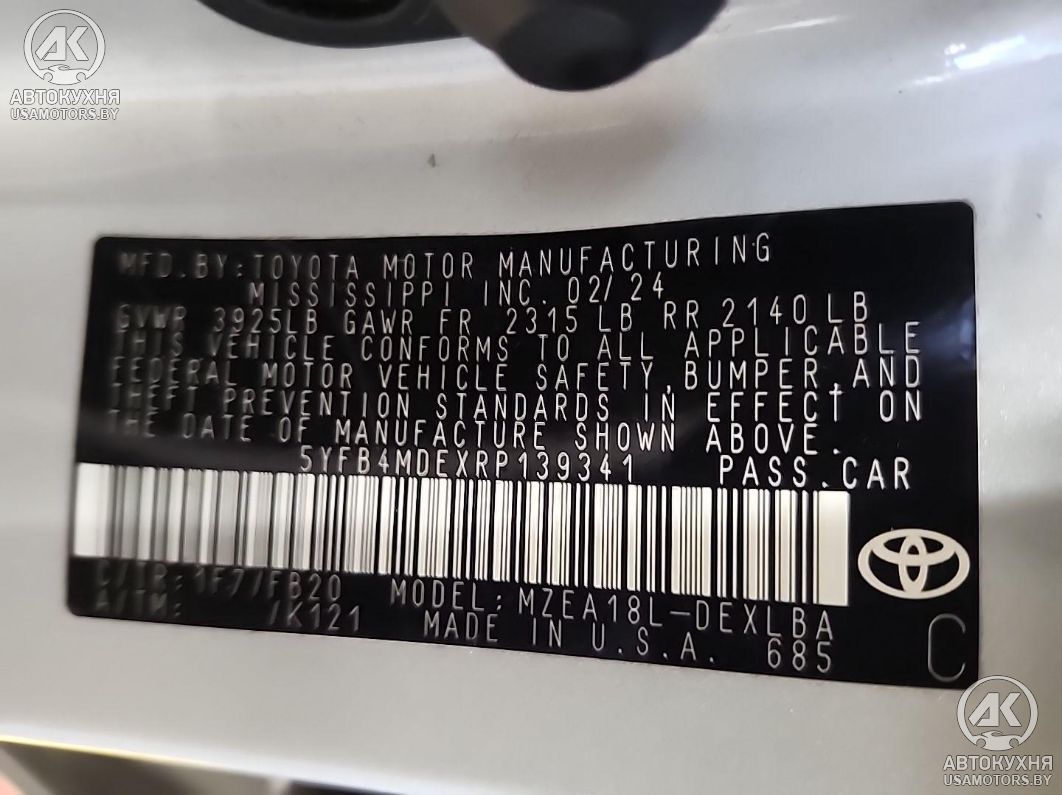 AK
АВТОКУХНЯ
USAMOTORS.BY
MFD.BY:TOYOTA MOTOR MANUFACTURING
MISSISSIPPI INC. 02/24
GVWR 3925LB GAWR FR 2315LB RR 2140LB
THIS VEHICLE CONFORMS TO ALL APPLICABLE
FEDERAL MOTOR VEHICLE SAFETY,BUMPER,AND
THEFT PREVENTION STANDARDS IN EFFECT ON
THE DATE OF MANUFACTURE SHOWN ABOVE.
5YFB4MDEXRP139341 PASS.CAR
C/TR:1F7/FB20 MODEL:MZEA18L-DEXLBA
A/TM: /K121 MADE IN U.S.A. 685 C
AK
АВТОКУХНЯ
USAMOTORS.BY